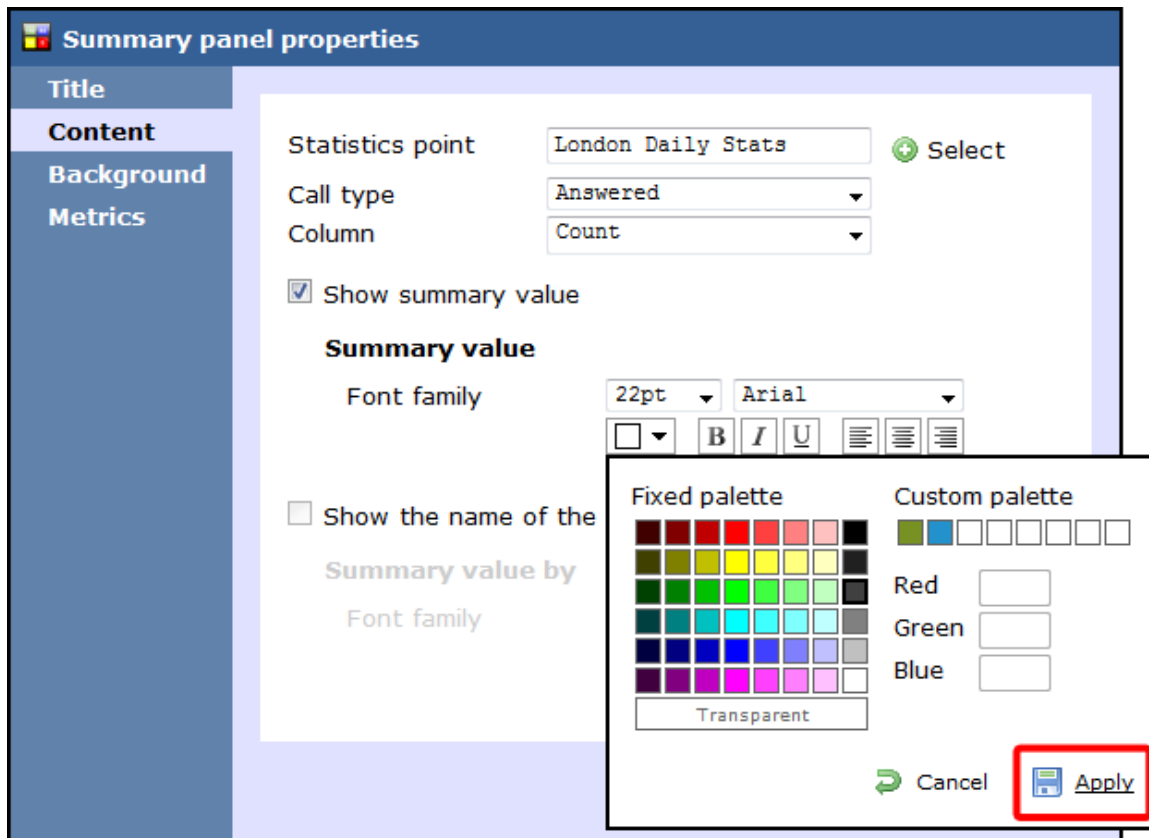 Summary panel properties
Title
Content
Background
Metrics
Statistics point London Daily Stats Select
Call type Answered
Column Count
Show summary value
Summary value
Font family 22pt Arial
B I U
Show the name of the
Summary value by
Font family
Fixed palette
Transparent
Custom palette
Red
Green
Blue
Cancel Apply